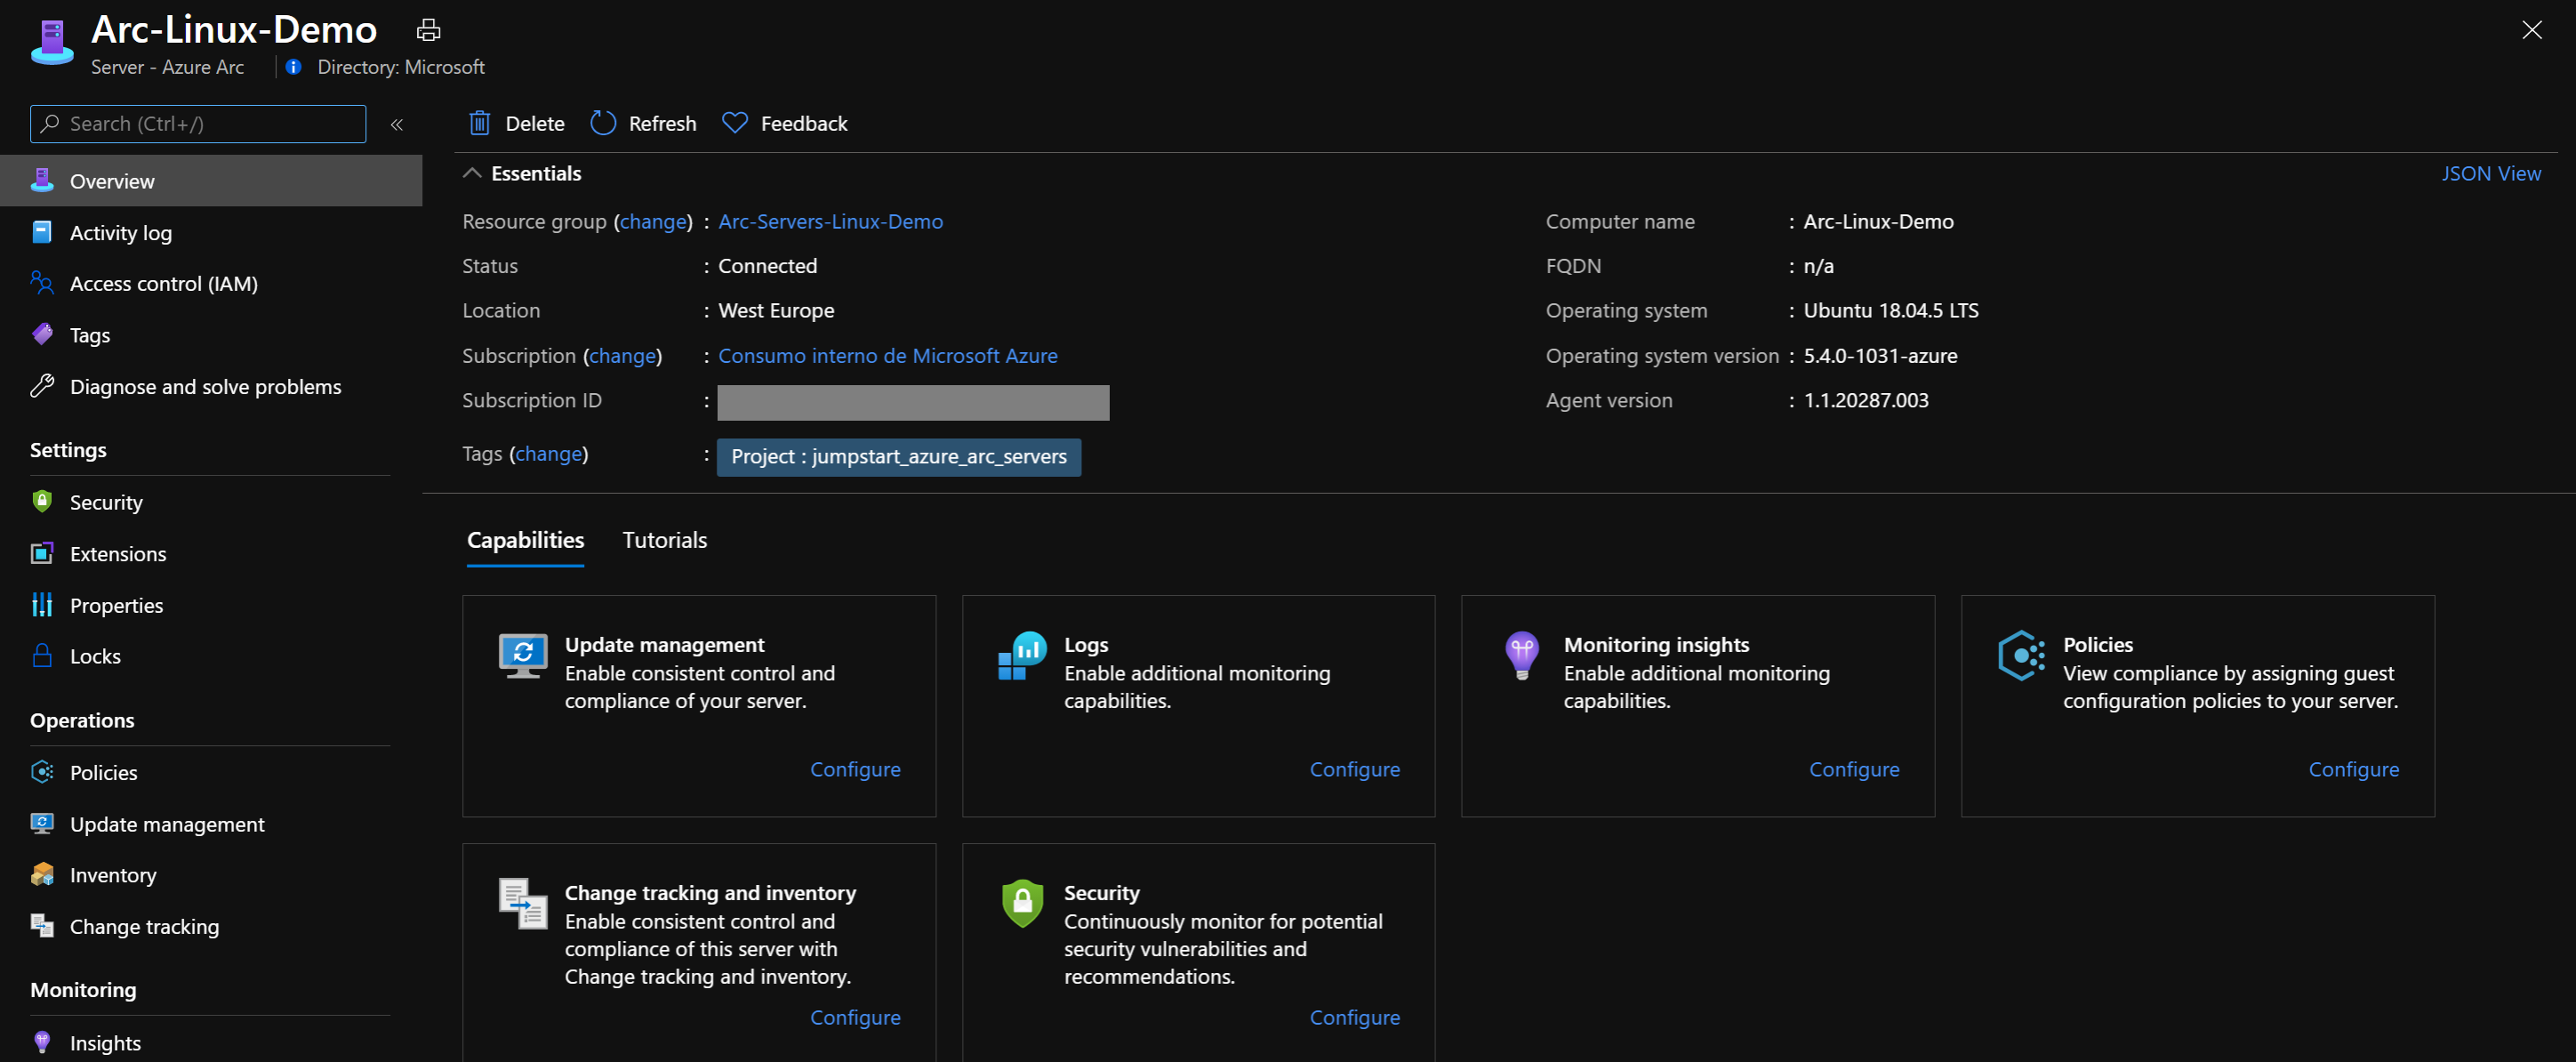 Arc-Linux-Demo
Server - Azure Arc
Directory: Microsoft
Search (Ctrl+/)
«
Overview
Activity log
Access control (IAM)
Tags
Diagnose and solve problems
Settings
Security
Extensions
Properties
Locks
Operations
Policies
Update management
Inventory
Change tracking
Monitoring
Insights
Delete
Refresh
Feedback
Essentials
JSON View
Resource group (change) : Arc-Servers-Linux-Demo
Status : Connected
Location : West Europe
Subscription (change) : Consumo interno de Microsoft Azure
Subscription ID :
Tags (change) : Project : jumpstart_azure_arc_servers
Computer name : Arc-Linux-Demo
FQDN : n/a
Operating system : Ubuntu 18.04.5 LTS
Operating system version : 5.4.0-1031-azure
Agent version : 1.1.20287.003
Capabilities
Tutorials
Update management
Enable consistent control and
compliance of your server.
Configure
Logs
Enable additional monitoring
capabilities.
Configure
Monitoring insights
Enable additional monitoring
capabilities.
Configure
Policies
View compliance by assigning guest
configuration policies to your server.
Configure
Change tracking and inventory
Enable consistent control and
compliance of this server with
Change tracking and inventory.
Configure
Security
Continuously monitor for potential
security vulnerabilities and
recommendations.
Configure